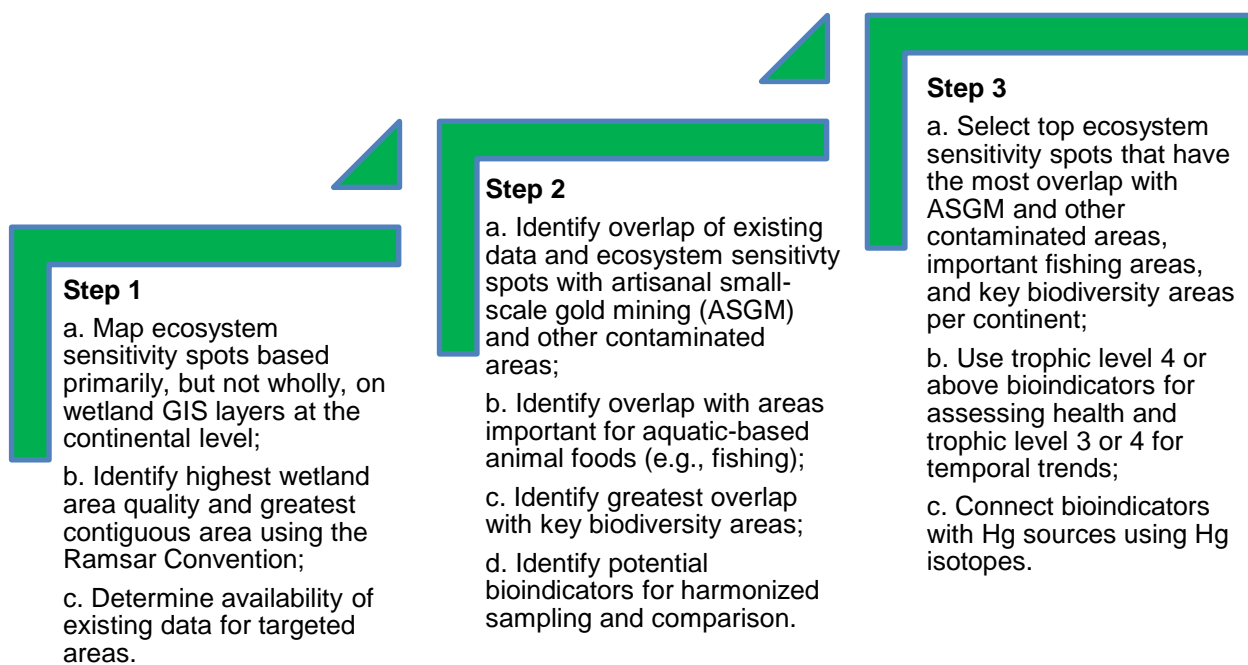 Step 1
a. Map ecosystem
sensitivity spots based
primarily, but not wholly, on
wetland GIS layers at the
continental level;
b. Identify highest wetland
area quality and greatest
contiguous area using the
Ramsar Convention;
c. Determine availability of
existing data for targeted
areas.
Step 2
a. Identify overlap of existing
data and ecosystem sensitivty
spots with artisanal small-
scale gold mining (ASGM)
and other contaminated
areas;
b. Identify overlap with areas
important for aquatic-based
animal foods (e.g., fishing);
c. Identify greatest overlap
with key biodiversity areas;
d. Identify potential
bioindicators for harmonized
sampling and comparison.
Step 3
a. Select top ecosystem
sensitivity spots that have
the most overlap with
ASGM and other
contaminated areas,
important fishing areas,
and key biodiversity areas
per continent;
b. Use trophic level 4 or
above bioindicators for
assessing health and
trophic level 3 or 4 for
temporal trends;
c. Connect bioindicators
with Hg sources using Hg
isotopes.